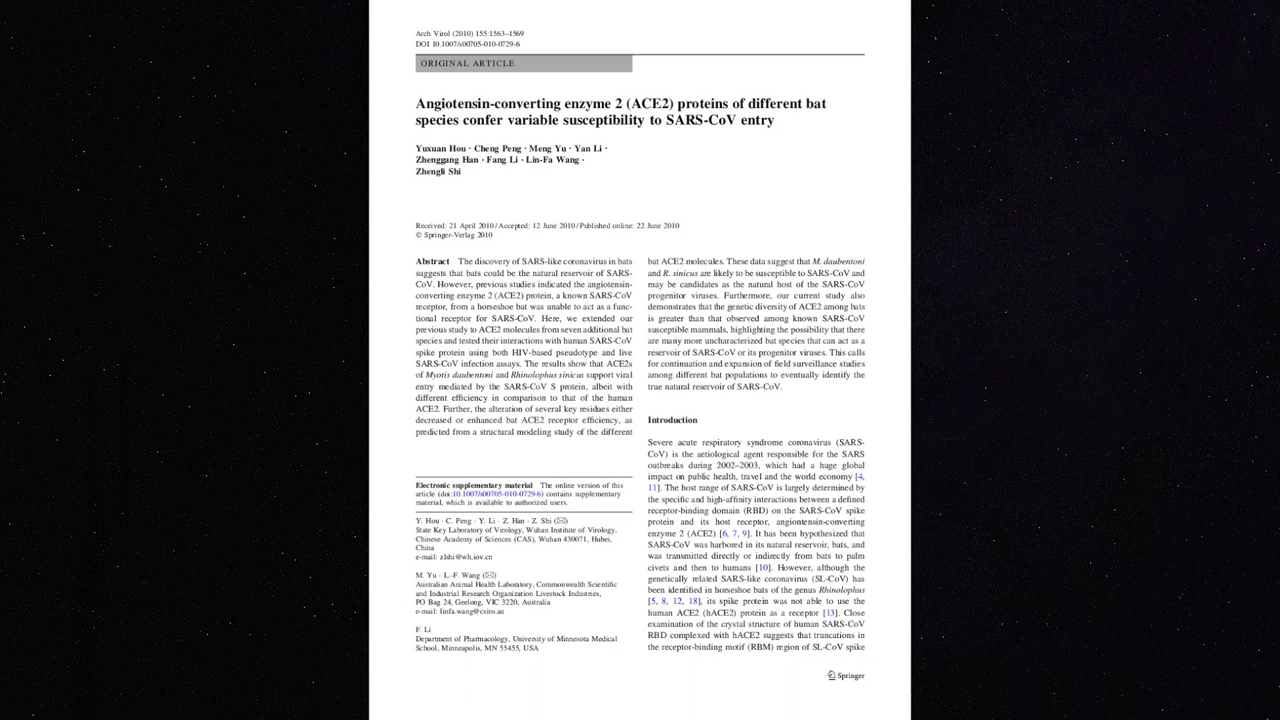 Arch Virol (2010) 155:1563–1569
DOI 10.1007/s00705-010-0729-6
ORIGINAL ARTICLE
Angiotensin-converting enzyme 2 (ACE2) proteins of different bat
species confer variable susceptibility to SARS-CoV entry
Yuxuan Hou · Cheng Peng · Meng Yu · Yan Li ·
Zhenggang Han · Fang Li · Lin-Fa Wang ·
Zhengli Shi
Received: 21 April 2010 / Accepted: 12 June 2010 / Published online: 22 June 2010
© Springer-Verlag 2010
Abstract The discovery of SARS-like coronavirus in bats
suggests that bats could be the natural reservoir of SARS-
CoV. However, previous studies indicated the angiotensin-
converting enzyme 2 (ACE2) protein, a known SARS-CoV
receptor, from a horseshoe bat was unable to act as a func-
tional receptor for SARS-CoV. Here, we extended our
previous study to ACE2 molecules from seven additional bat
species and tested their interactions with human SARS-CoV
spike protein using both HIV-based pseudotype and live
SARS-CoV infection assays. The results show that ACE2s
of Myotis daubentoni and Rhinolophus sinicus support viral
entry mediated by the SARS-CoV S protein, albeit with
different efficiency in comparison to that of the human
ACE2. Further, the alteration of several key residues either
decreased or enhanced bat ACE2 receptor efficiency, as
predicted from a structural modeling study of the different
Electronic supplementary material The online version of this
article (doi:10.1007/s00705-010-0729-6) contains supplementary
material, which is available to authorized users.
Y. Hou · C. Peng · Y. Li · Z. Han · Z. Shi (✉)
State Key Laboratory of Virology, Wuhan Institute of Virology,
Chinese Academy of Sciences (CAS), Wuhan 430071, Hubei,
China
e-mail: zlshi@wh.iov.cn
M. Yu · L.-F. Wang (✉)
Australian Animal Health Laboratory, Commonwealth Scientific
and Industrial Research Organization Livestock Industries,
PO Bag 24, Geelong, VIC 3220, Australia
e-mail: linfa.wang@csiro.au
F. Li
Department of Pharmacology, University of Minnesota Medical
School, Minneapolis, MN 55455, USA
bat ACE2 molecules. These data suggest that M. daubentoni
and R. sinicus are likely to be susceptible to SARS-CoV and
may be candidates as the natural host of the SARS-CoV
progenitor viruses. Furthermore, our current study also
demonstrates that the genetic diversity of ACE2 among bats
is greater than that observed among known SARS-CoV
susceptible mammals, highlighting the possibility that there
are many more uncharacterized bat species that can act as a
reservoir of SARS-CoV or its progenitor viruses. This calls
for continuation and expansion of field surveillance studies
among different bat populations to eventually identify the
true natural reservoir of SARS-CoV.
Introduction
Severe acute respiratory syndrome coronavirus (SARS-
CoV) is the aetiological agent responsible for the SARS
outbreaks during 2002–2003, which had a huge global
impact on public health, travel and the world economy [4,
11]. The host range of SARS-CoV is largely determined by
the specific and high-affinity interactions between a defined
receptor-binding domain (RBD) on the SARS-CoV spike
protein and its host receptor, angiontensin-converting
enzyme 2 (ACE2) [6, 7, 9]. It has been hypothesized that
SARS-CoV was harbored in its natural reservoir, bats, and
was transmitted directly or indirectly from bats to palm
civets and then to humans [10]. However, although the
genetically related SARS-like coronavirus (SL-CoV) has
been identified in horseshoe bats of the genus Rhinolophus
[5, 8, 12, 18], its spike protein was not able to use the
human ACE2 (hACE2) protein as a receptor [13]. Close
examination of the crystal structure of human SARS-CoV
RBD complexed with hACE2 suggests that truncations in
the receptor-binding motif (RBM) region of SL-CoV spike
Springer